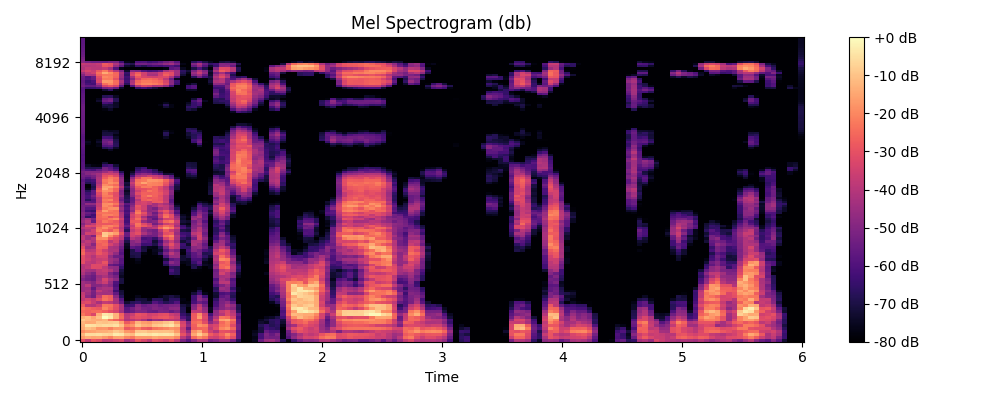 Mel Spectrogram (db)
Hz
8192
4096
2048
1024
512
0
0 1 2 3 4 5 6
Time
+0 dB
-10 dB
-20 dB
-30 dB
-40 dB
-50 dB
-60 dB
-70 dB
-80 dB